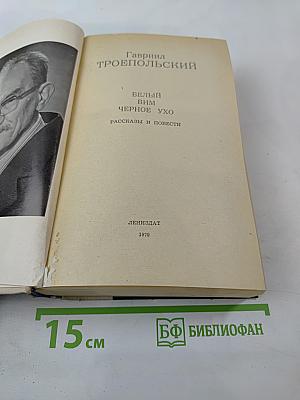 Гавриил
ТРОЕПОЛЬСКИЙ
БЕЛЫЙ
БИМ
ЧЕРНОЕ УХО
РАССКАЗЫ И ПОВЕСТИ
ЛЕНИЗДАТ
1979
15 см
БФ БИБЛИОФАН